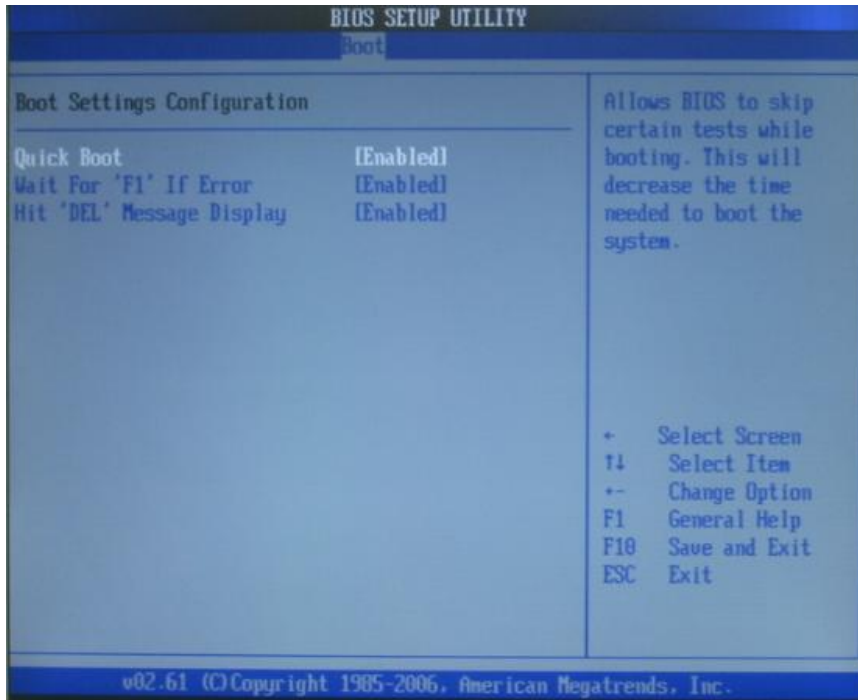 BIOS SETUP UTILITY
Boot
Boot Settings Configuration
Quick Boot [Enabled]
Wait For 'F1' If Error [Enabled]
Hit 'DEL' Message Display [Enabled]
Allows BIOS to skip
certain tests while
booting. This will
decrease the time
needed to boot the
system.
← Select Screen
↑↓ Select Item
+- Change Option
F1 General Help
F10 Save and Exit
ESC Exit
v02.61 (C)Copyright 1985-2006, American Megatrends, Inc.